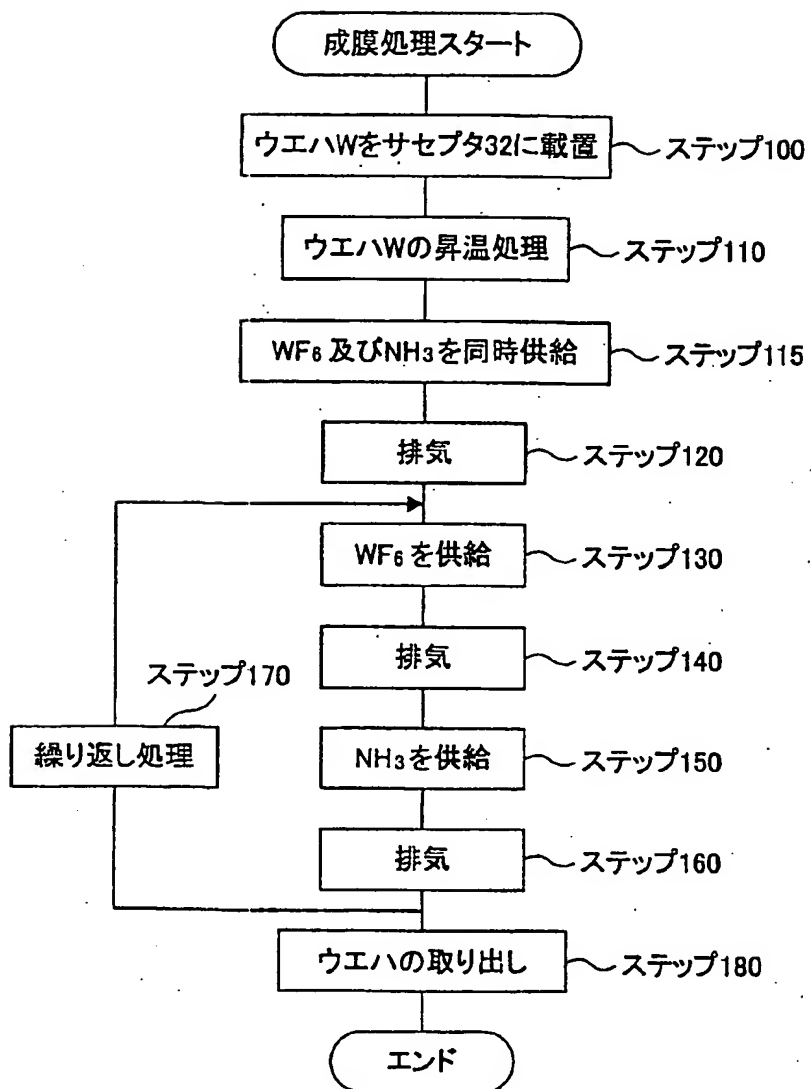 成膜処理スタート
ウエハWをサセプタ32に載置
ステップ100
ウエハWの昇温処理
ステップ110
WF₆ 及びNH₃を同時供給
ステップ115
排気
ステップ120
WF₆ を供給
ステップ130
排気
ステップ140
ステップ170
繰り返し処理
NH₃を供給
ステップ150
排気
ステップ160
ウエハの取り出し
ステップ180
エンド